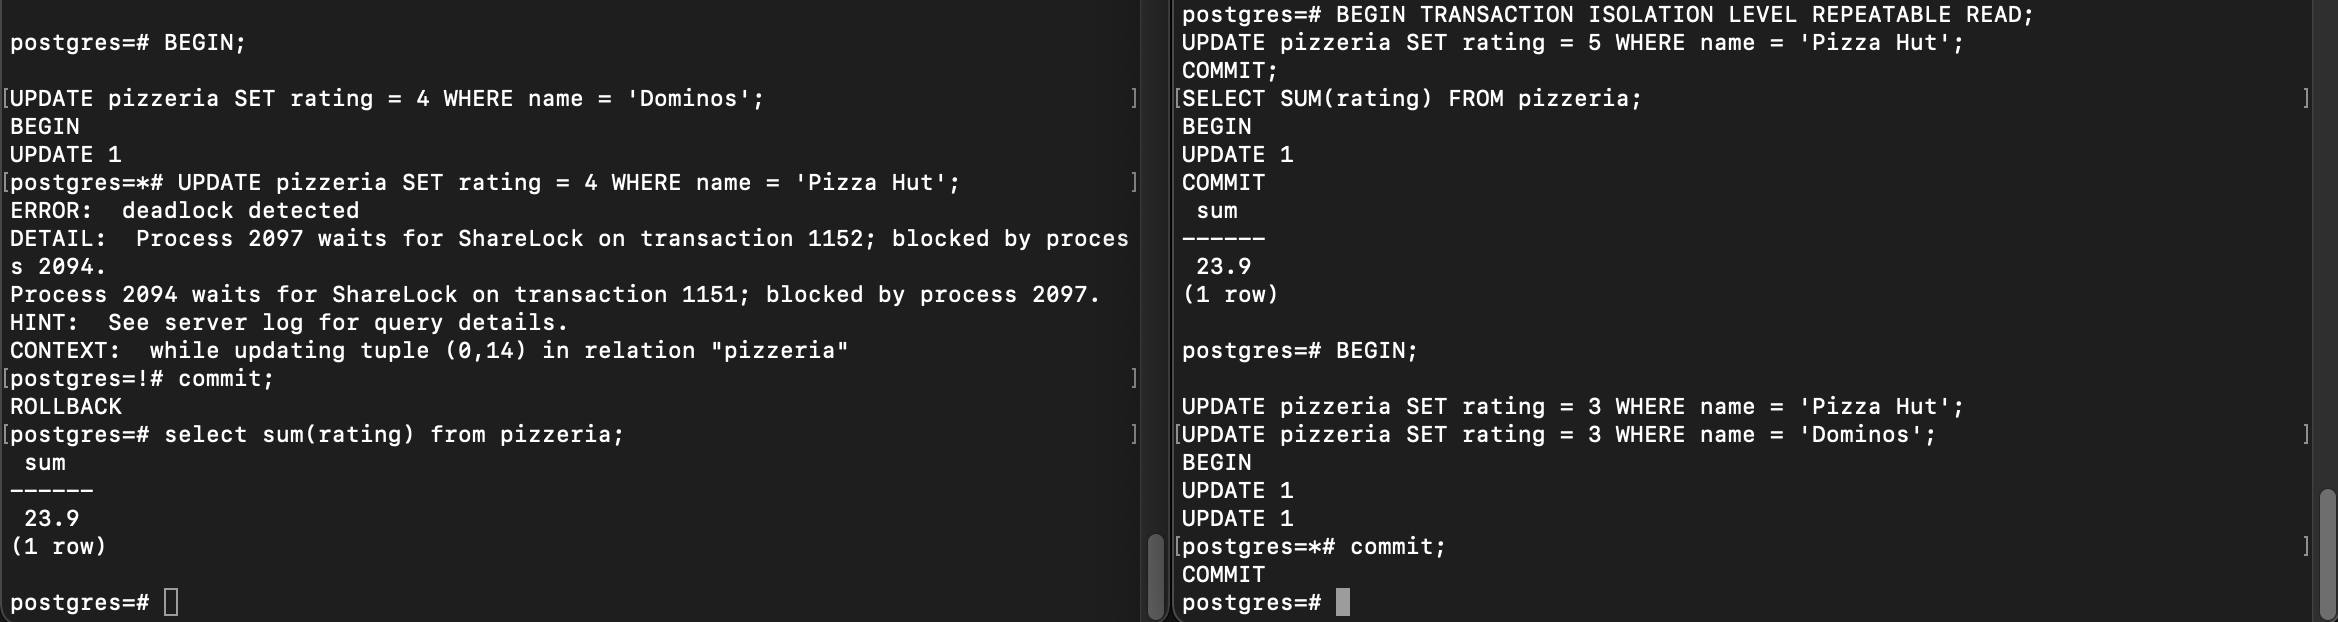 postgres=# BEGIN;
[UPDATE pizzeria SET rating = 4 WHERE name = 'Dominos'; ]
BEGIN
UPDATE 1
[postgres=*# UPDATE pizzeria SET rating = 4 WHERE name = 'Pizza Hut'; ]
ERROR:  deadlock detected
DETAIL:  Process 2097 waits for ShareLock on transaction 1152; blocked by proces
s 2094.
Process 2094 waits for ShareLock on transaction 1151; blocked by process 2097.
HINT:  See server log for query details.
CONTEXT:  while updating tuple (0,14) in relation "pizzeria"
[postgres=!# commit; ]
ROLLBACK
[postgres=# select sum(rating) from pizzeria; ]
sum
------
23.9
(1 row)
postgres=#
postgres=# BEGIN TRANSACTION ISOLATION LEVEL REPEATABLE READ;
UPDATE pizzeria SET rating = 5 WHERE name = 'Pizza Hut';
COMMIT;
[SELECT SUM(rating) FROM pizzeria; ]
BEGIN
UPDATE 1
COMMIT
sum
------
23.9
(1 row)
postgres=# BEGIN;
UPDATE pizzeria SET rating = 3 WHERE name = 'Pizza Hut';
[UPDATE pizzeria SET rating = 3 WHERE name = 'Dominos'; ]
BEGIN
UPDATE 1
UPDATE 1
[postgres=*# commit; ]
COMMIT
postgres=#